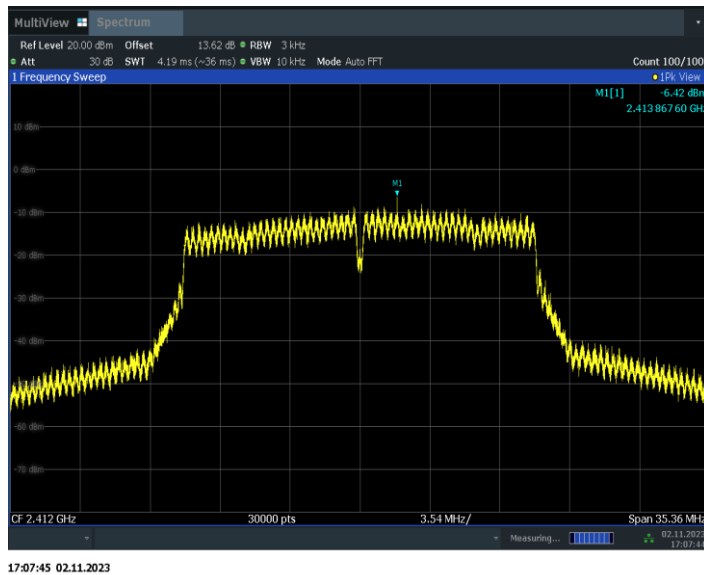 MultiView Spectrum
Ref Level 20.00 dBm Offset 13.62 dB RBW 3 kHz
Att 30 dB SWT 4.19 ms (~36 ms) VBW 10 kHz Mode Auto FFT Count 100/100
1 Frequency Sweep 1Pk View
M1[1] -6.42 dBm
2.413 867 60 GHz
10 dBm
0 dBm
M1
-10 dBm
-20 dBm
-30 dBm
-40 dBm
-60 dBm
-70 dBm
CF 2.412 GHz 30000 pts 3.54 MHz/ Span 35.36 MHz
Measuring... 02.11.2023
17:07:44
17:07:45 02.11.2023